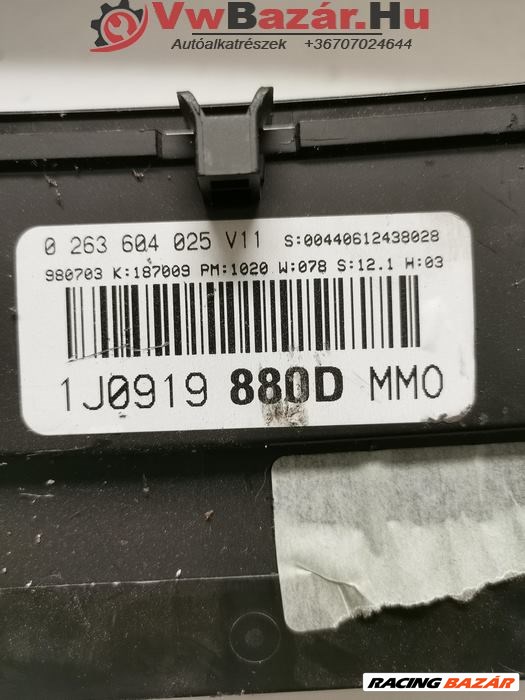 VwBazár.Hu
Autóalkatrészek +36707024644
0 263 604 025 V11 S:00440612438028
980703 K:187009 PM:1020 W:078 S:12.1 H:03
1J0919 880D MMO
RACING BAZÁR